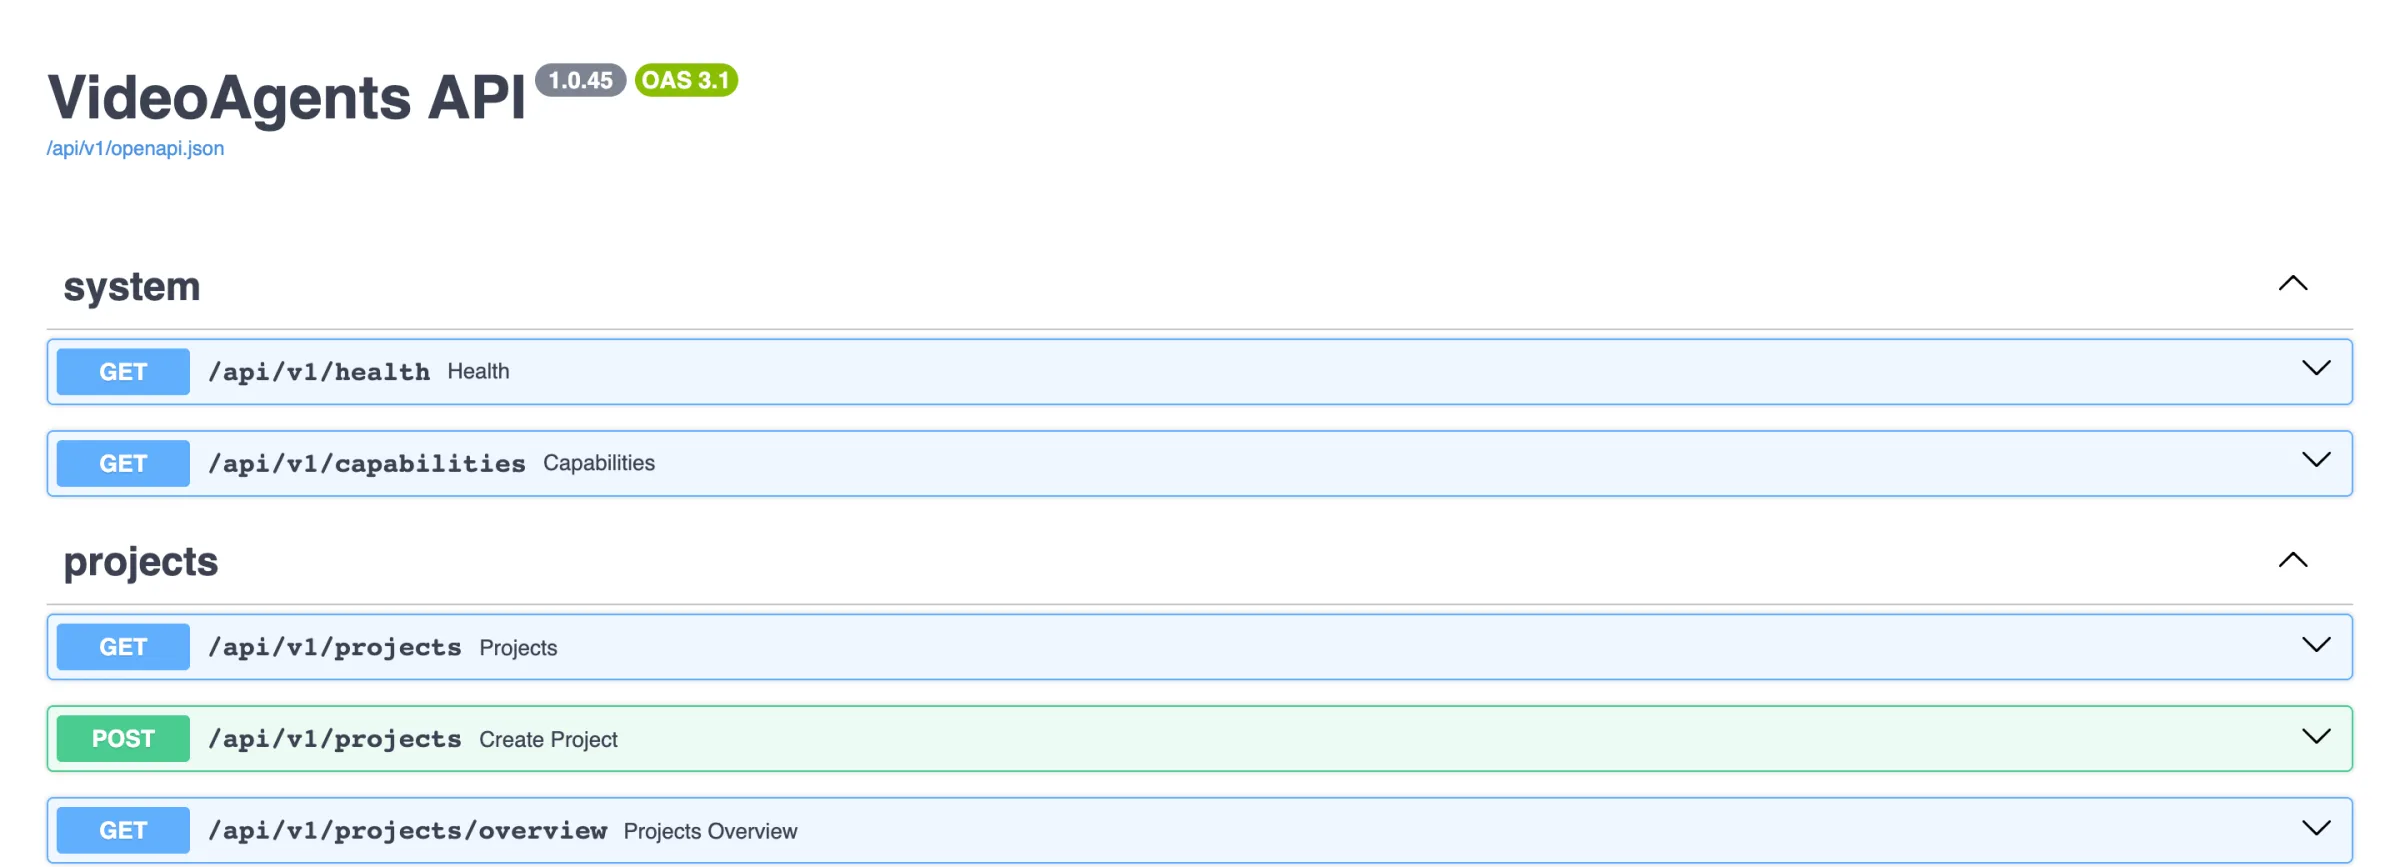 VideoAgents API 1.0.45 OAS 3.1
/api/v1/openapi.json
system
GET /api/v1/health Health
GET /api/v1/capabilities Capabilities
projects
GET /api/v1/projects Projects
POST /api/v1/projects Create Project
GET /api/v1/projects/overview Projects Overview